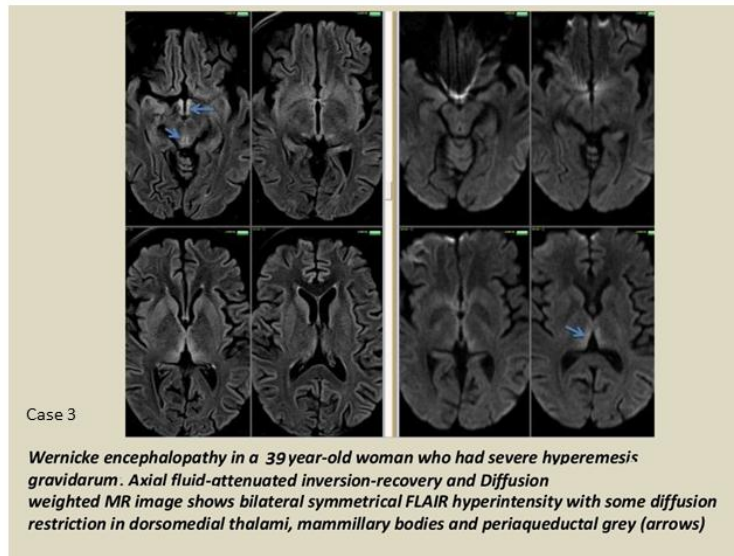 Case 3
Wernicke encephalopathy in a 39 year-old woman who had severe hyperemesis
gravidarum. Axial fluid-attenuated inversion-recovery and Diffusion
weighted MR image shows bilateral symmetrical FLAIR hyperintensity with some diffusion
restriction in dorsomedial thalami, mammillary bodies and periaqueductal grey (arrows)